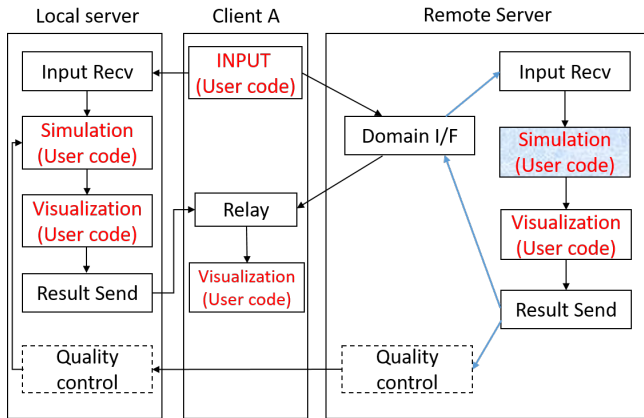 Local server
Client A
Remote Server
Input Recv
INPUT
(User code)
Input Recv
Simulation
(User code)
Domain I/F
Simulation
(User code)
Visualization
(User code)
Relay
Visualization
(User code)
Result Send
Visualization
(User code)
Result Send
Quality
control
Quality
control